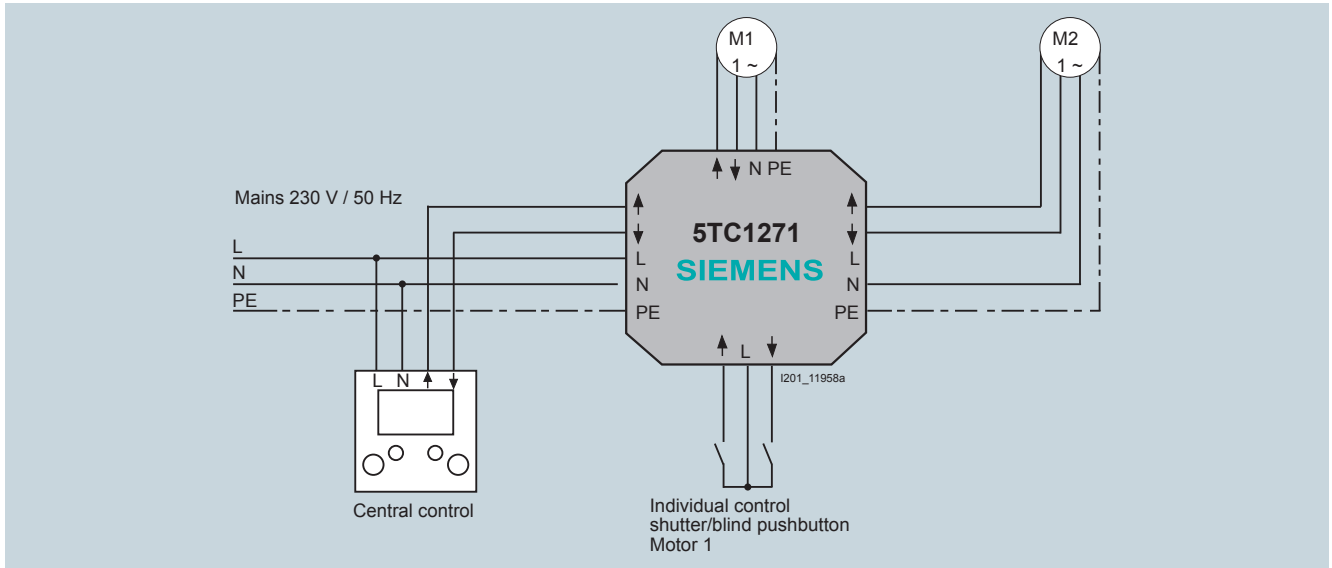 M1
1 ~
M2
1 ~
↑ ↓ N PE
Mains 230 V / 50 Hz
L
N
PE
↑
↓
L
N
PE
5TC1271
SIEMENS
↑
↓
L
N
PE
↑ L ↓
I201_11958a
L N ↑ ↓
Central control
Individual control
shutter/blind pushbutton
Motor 1